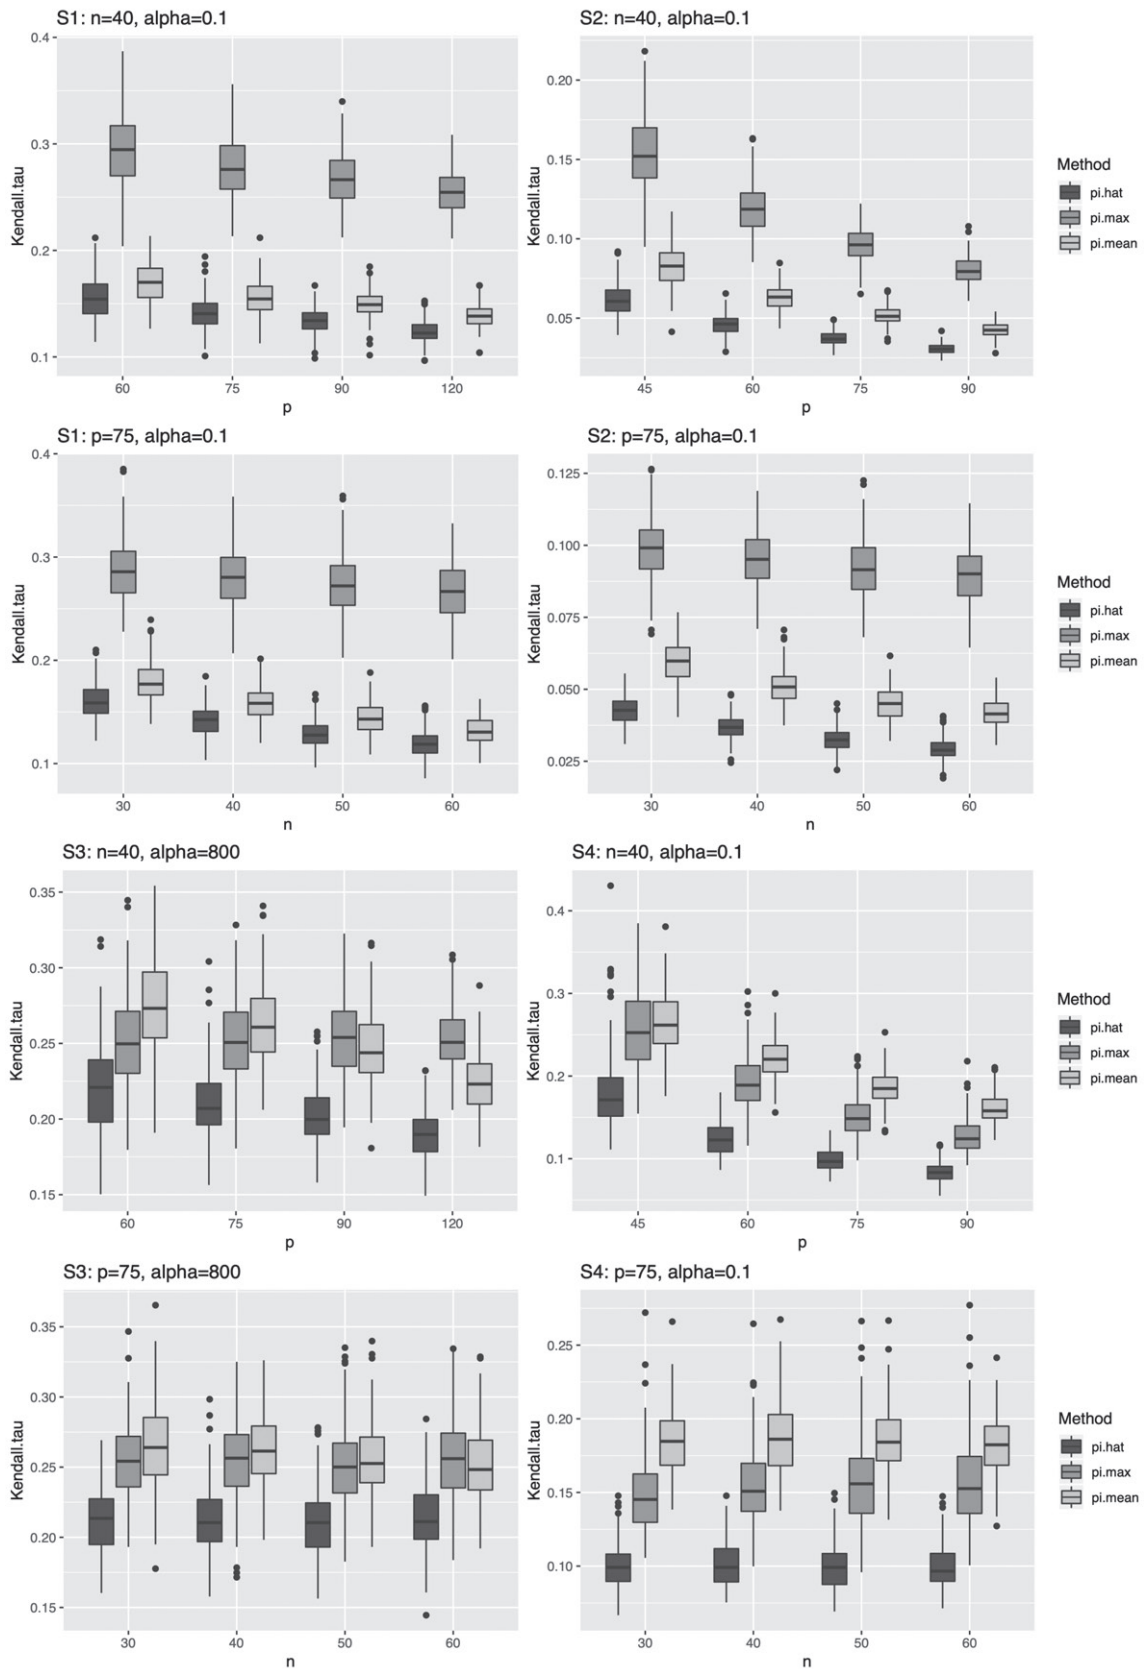 S1: n=40, alpha=0.1
Kendall.tau
0.4
0.3
0.2
0.1
60 75 90 120
p
S2: n=40, alpha=0.1
Kendall.tau
0.20
0.15
0.10
0.05
45 60 75 90
p
Method
pi.hat
pi.max
pi.mean
S1: p=75, alpha=0.1
Kendall.tau
0.4
0.3
0.2
0.1
30 40 50 60
n
S2: p=75, alpha=0.1
Kendall.tau
0.125
0.100
0.075
0.050
0.025
30 40 50 60
n
Method
pi.hat
pi.max
pi.mean
S3: n=40, alpha=800
Kendall.tau
0.35
0.30
0.25
0.20
0.15
60 75 90 120
p
S4: n=40, alpha=0.1
Kendall.tau
0.4
0.3
0.2
0.1
45 60 75 90
p
Method
pi.hat
pi.max
pi.mean
S3: p=75, alpha=800
Kendall.tau
0.35
0.30
0.25
0.20
0.15
30 40 50 60
n
S4: p=75, alpha=0.1
Kendall.tau
0.25
0.20
0.15
0.10
30 40 50 60
n
Method
pi.hat
pi.max
pi.mean